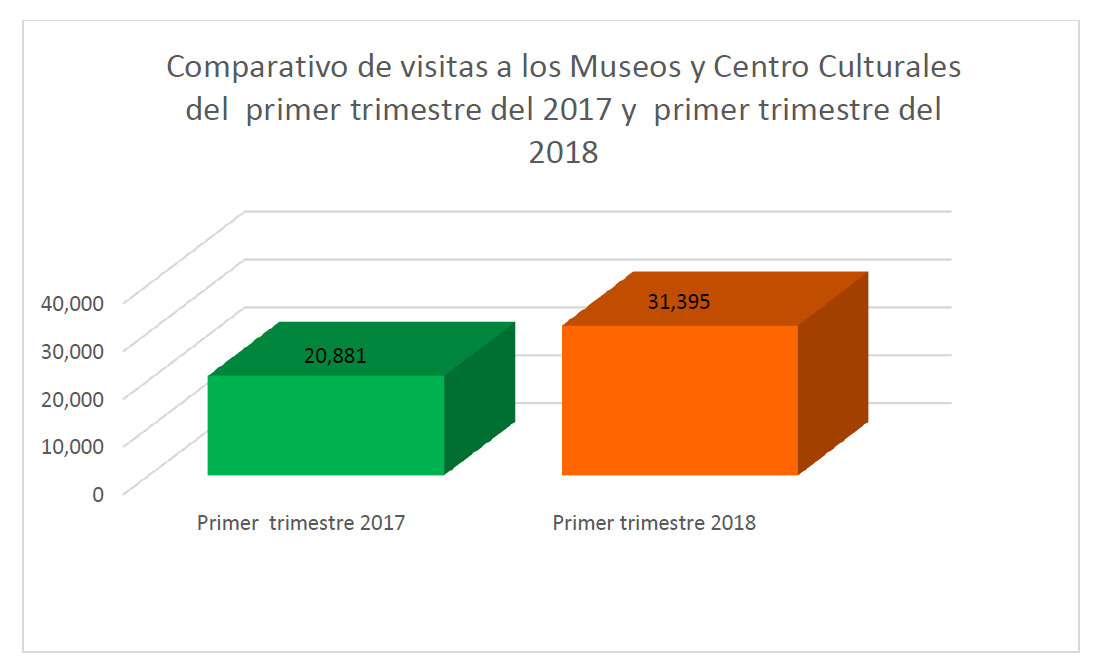 Comparativo de visitas a los Museos y Centro Culturales
del  primer trimestre del 2017 y  primer trimestre del
2018
40,000
30,000
20,000
10,000
0
20,881
31,395
Primer  trimestre 2017
Primer trimestre 2018